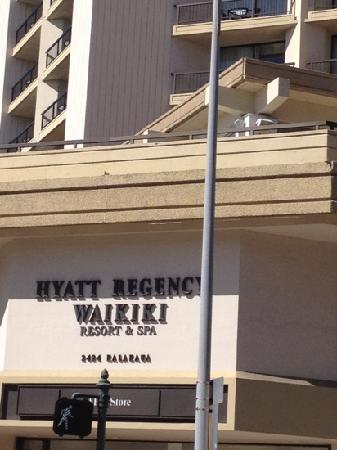 HYATT REGENCY
WAIKIKI
RESORT & SPA
2424 KALAKAUA
Store